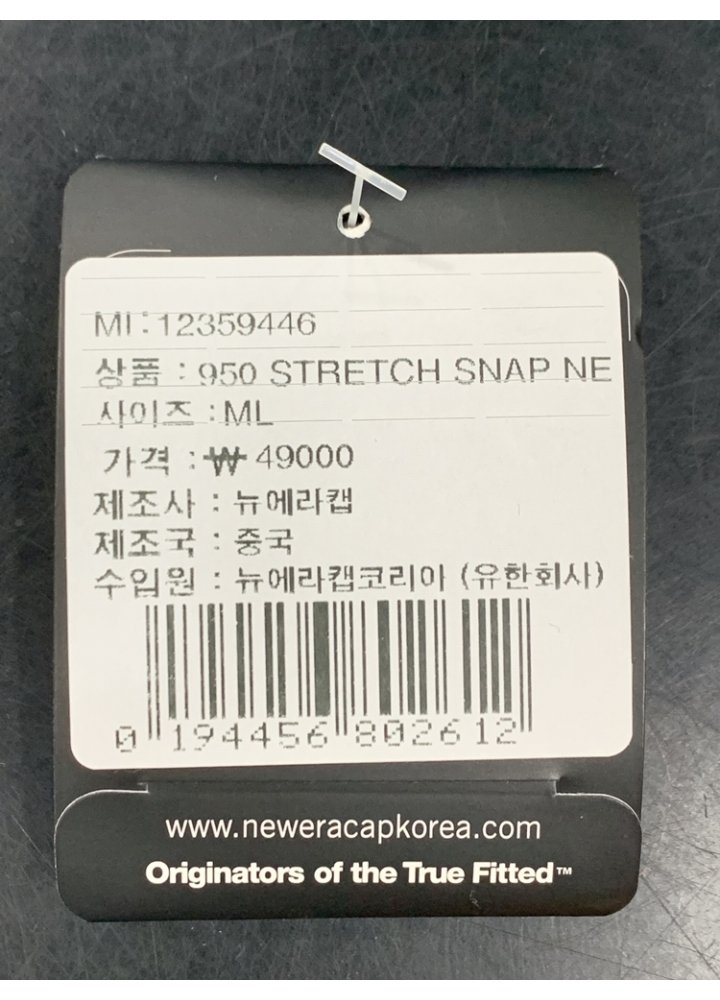 MI:12359446
상품 : 950 STRETCH SNAP NE
사이즈 : ML
가격 : ₩ 49000
제조사 : 뉴에라캡
제조국 : 중국
수입원 : 뉴에라캡코리아 (유한회사)
0 194456 802612
www.neweracapkorea.com
Originators of the True Fitted™